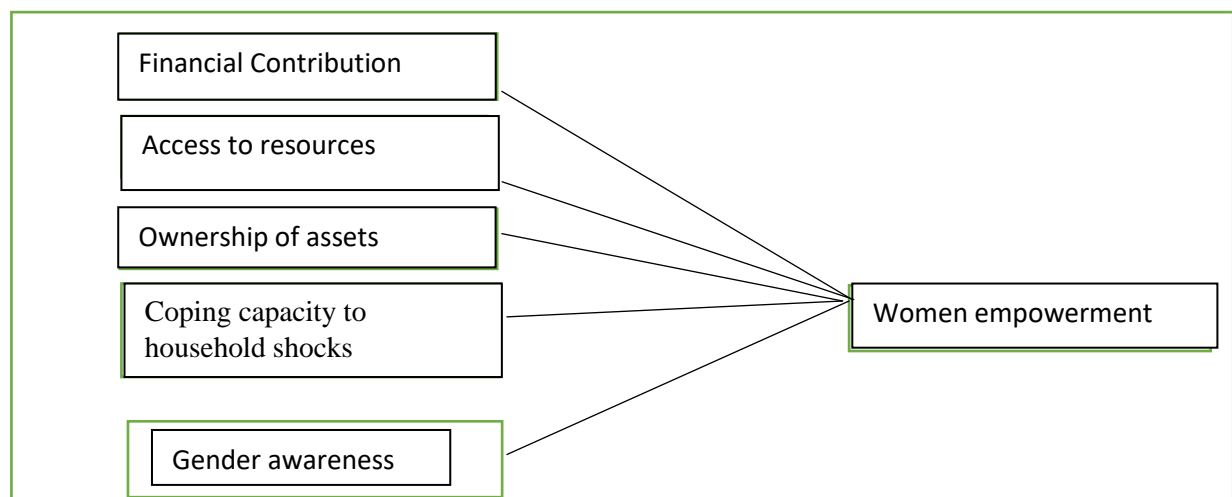 Financial Contribution
Access to resources
Ownership of assets
Coping capacity to
household shocks
Women empowerment
Gender awareness